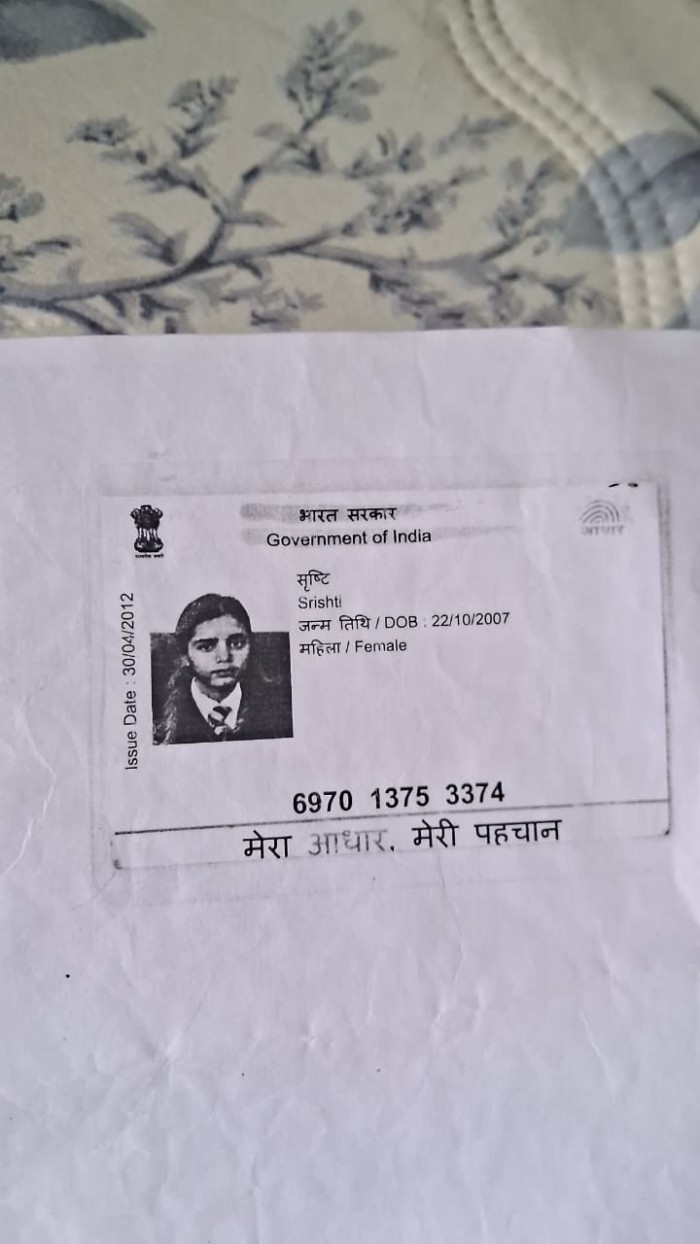 भारत सरकार
Government of India
आधार
Issue Date : 30/04/2012
सृष्टि
Srishti
जन्म तिथि / DOB : 22/10/2007
महिला / Female
6970 1375 3374
मेरा आधार, मेरी पहचान